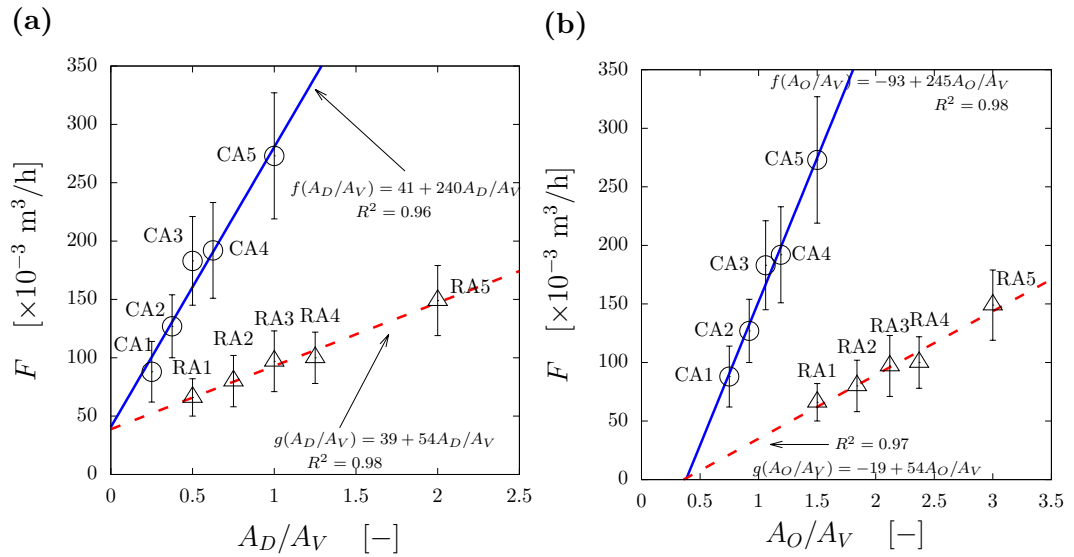 (a)
350
300
250
200
150
100
50
0
0
0.5
1
1.5
2
2.5
F [×10⁻³ m³/h]
A_D/A_V [−]
CA5
CA3
CA4
CA2
CA1
RA1
RA2
RA3
RA4
RA5
f(A_D/A_V) = 41 + 240A_D/A_V
R² = 0.96
g(A_D/A_V) = 39 + 54A_D/A_V
R² = 0.98
(b)
350
300
250
200
150
100
50
0
0
0.5
1
1.5
2
2.5
3
3.5
F [×10⁻³ m³/h]
A_O/A_V [−]
f(A_O/A_V) = −93 + 245A_O/A_V
R² = 0.98
CA5
CA3
CA4
CA2
CA1
RA1
RA2
RA3
RA4
RA5
R² = 0.97
g(A_O/A_V) = −19 + 54A_O/A_V